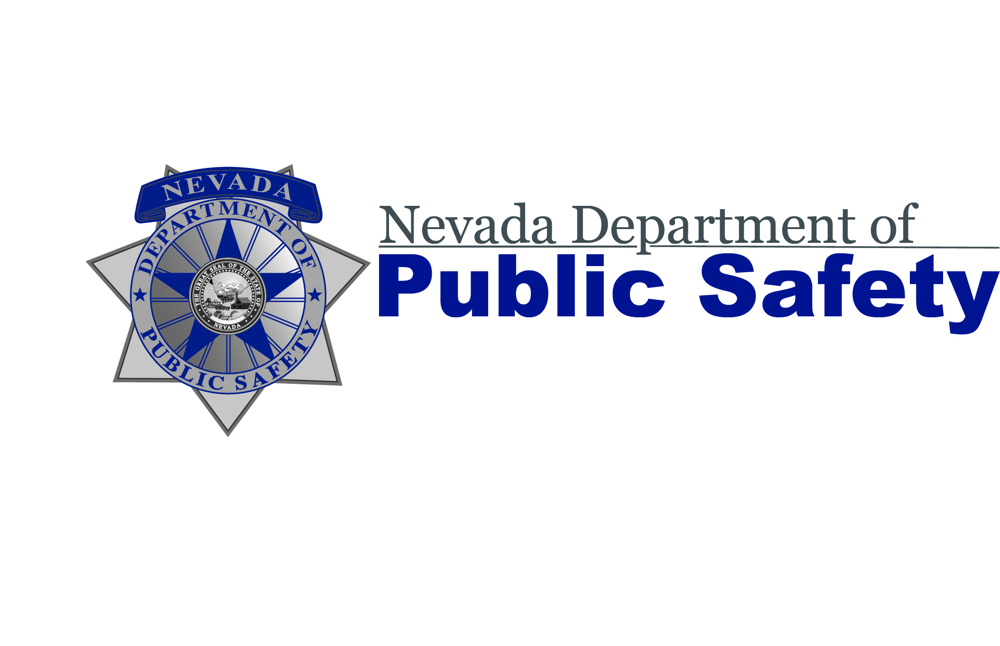 NEVADA
DEPARTMENT OF
PUBLIC SAFETY
THE GREAT SEAL OF THE STATE OF
NEVADA
Nevada Department of
Public Safety